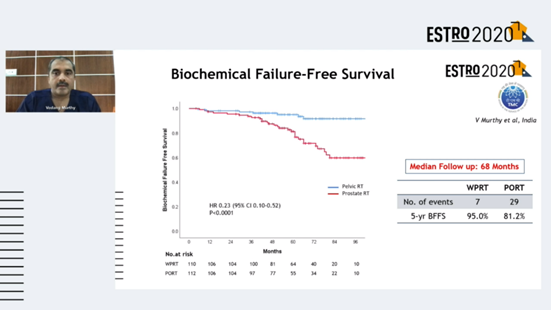 ESTRO2020
ESTRO2020
TMC
V Murthy et al, India
Vedang Murthy
Biochemical Failure-Free Survival
Biochemical Failure Free Survival
1.0
0.8
0.6
0.4
0.2
0.0
Pelvic RT
Prostate RT
HR 0.23 (95% CI 0.10-0.52)
P<0.0001
0 12 24 36 48 60 72 84 96
Months
No.at risk
WPRT 110 106 104 100 81 64 40 20 10
PORT 112 106 104 97 77 55 34 22 10
Median Follow up: 68 Months
WPRT PORT
No. of events 7 29
5-yr BFFS 95.0% 81.2%